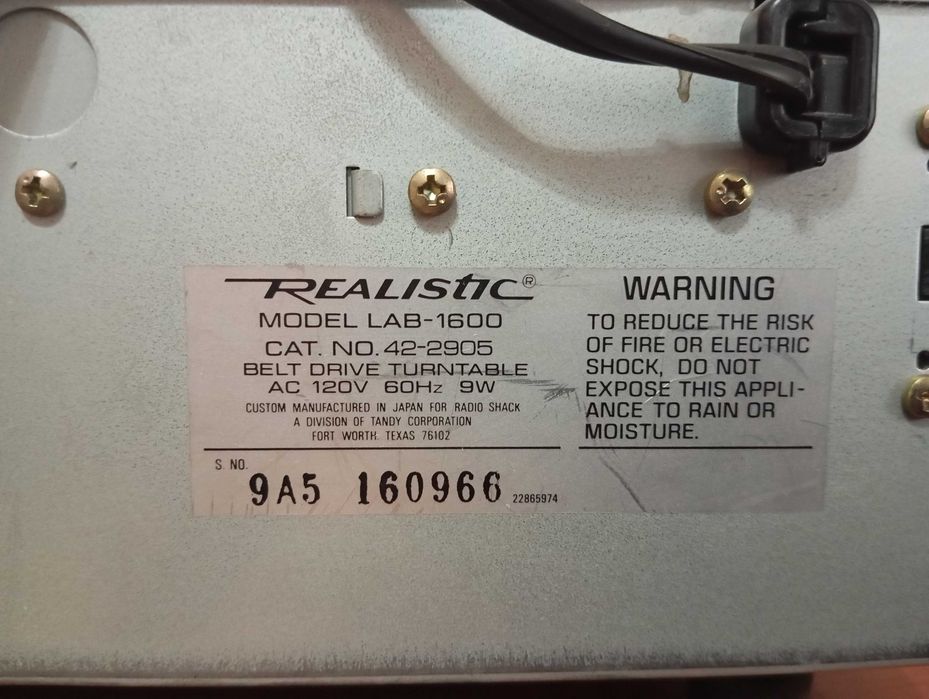 REALISTIC®
MODEL LAB-1600
CAT. NO. 42-2905
BELT DRIVE TURNTABLE
AC 120V 60Hz 9W
CUSTOM MANUFACTURED IN JAPAN FOR RADIO SHACK
A DIVISION OF TANDY CORPORATION
FORT WORTH, TEXAS 76102
S. NO.
9A5 160966 22865974
WARNING
TO REDUCE THE RISK
OF FIRE OR ELECTRIC
SHOCK, DO NOT
EXPOSE THIS APPLI-
ANCE TO RAIN OR
MOISTURE.